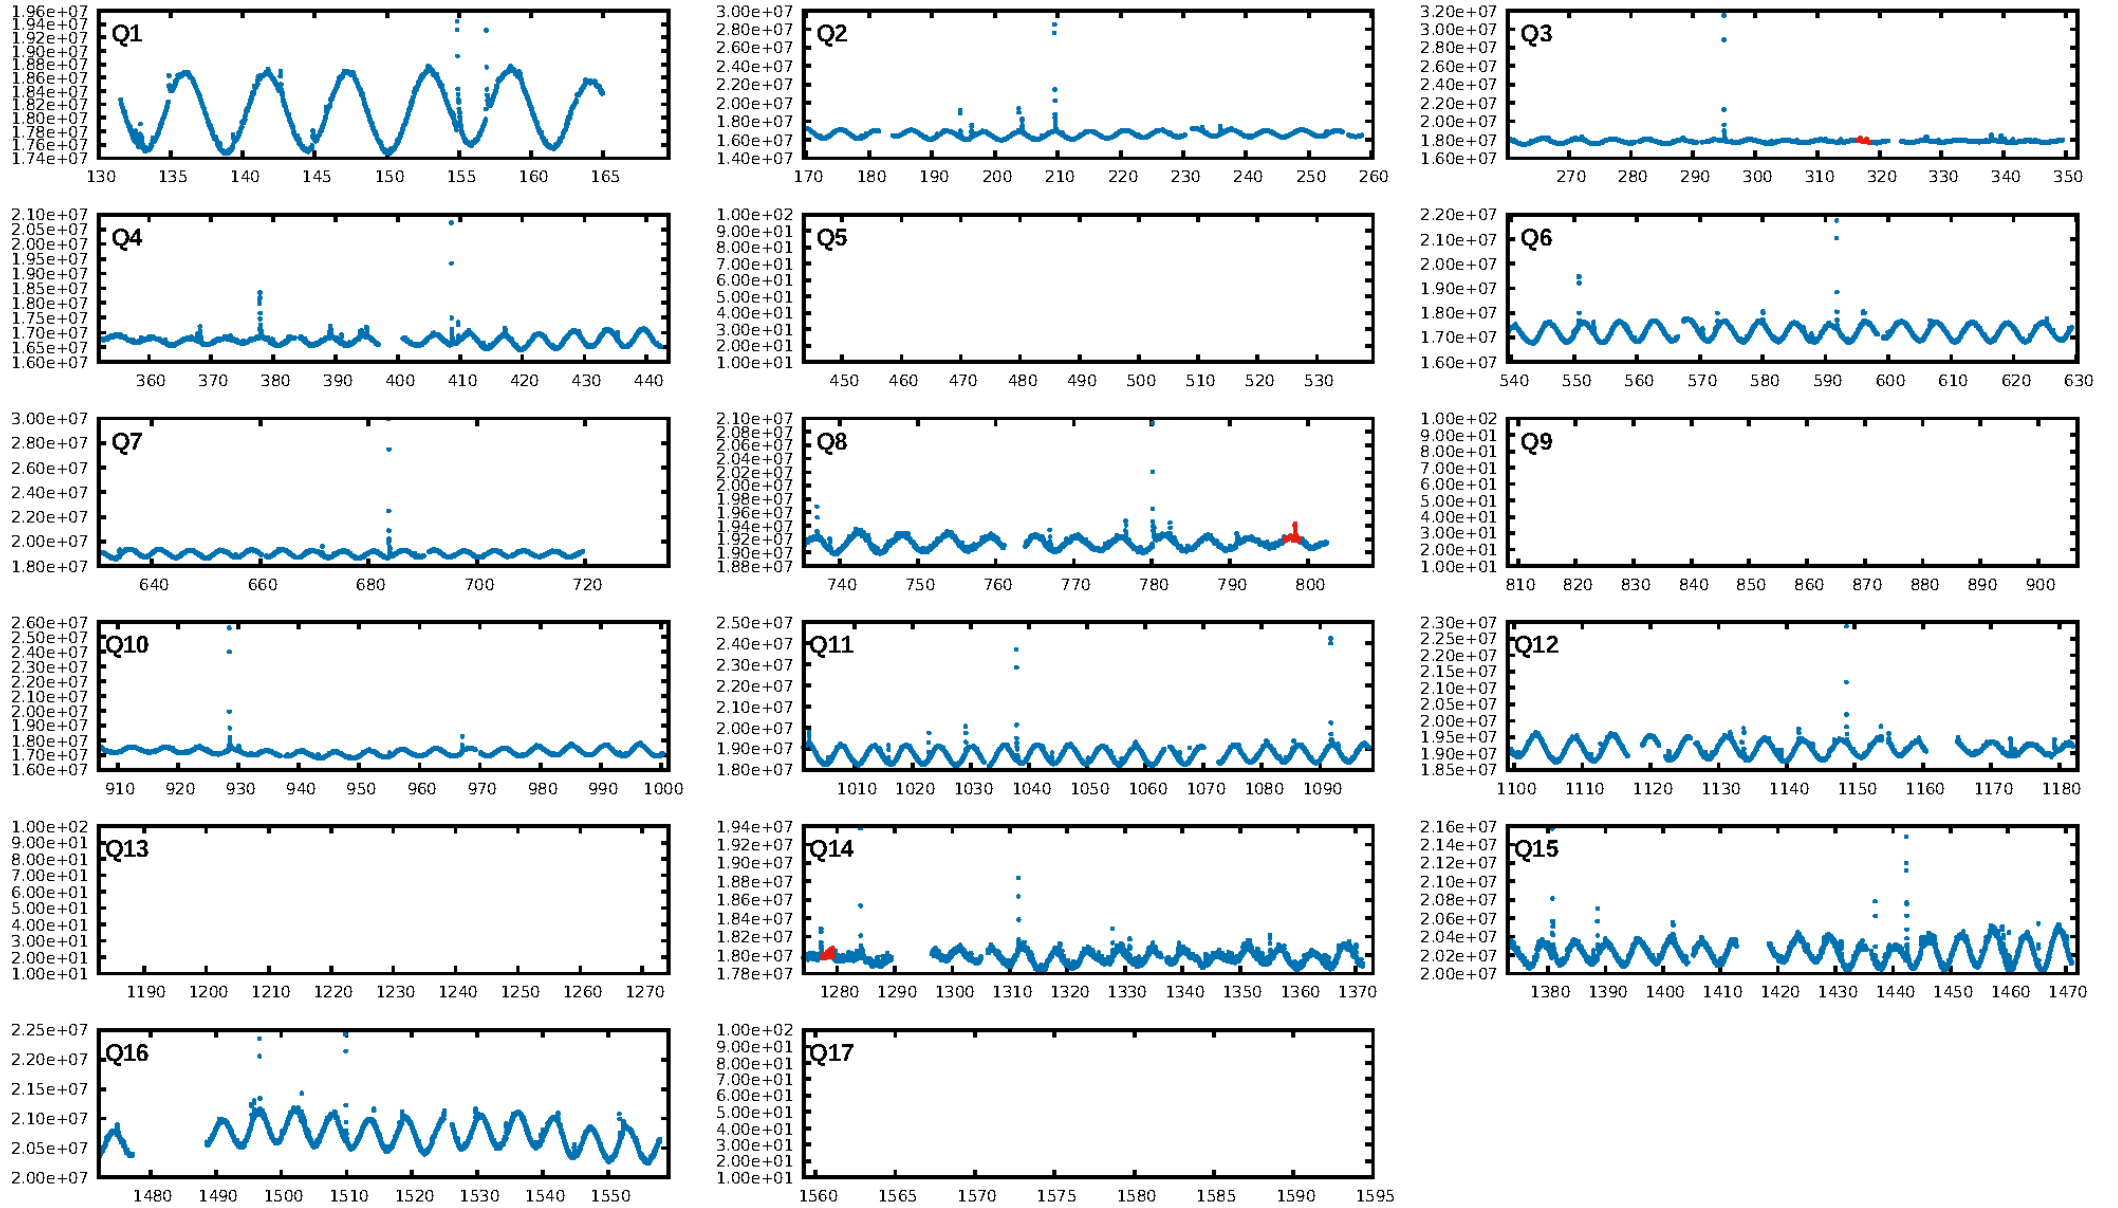 Q1
1.96e+07
1.94e+07
1.92e+07
1.90e+07
1.88e+07
1.86e+07
1.84e+07
1.82e+07
1.80e+07
1.78e+07
1.76e+07
1.74e+07
130 135 140 145 150 155 160 165
Q2
3.00e+07
2.80e+07
2.60e+07
2.40e+07
2.20e+07
2.00e+07
1.80e+07
1.60e+07
1.40e+07
170 180 190 200 210 220 230 240 250 260
Q3
3.20e+07
3.00e+07
2.80e+07
2.60e+07
2.40e+07
2.20e+07
2.00e+07
1.80e+07
1.60e+07
270 280 290 300 310 320 330 340 350
Q4
2.10e+07
2.05e+07
2.00e+07
1.95e+07
1.90e+07
1.85e+07
1.80e+07
1.75e+07
1.70e+07
1.65e+07
1.60e+07
360 370 380 390 400 410 420 430 440
Q5
1.00e+02
9.00e+01
8.00e+01
7.00e+01
6.00e+01
5.00e+01
4.00e+01
3.00e+01
2.00e+01
1.00e+01
450 460 470 480 490 500 510 520 530
Q6
2.20e+07
2.10e+07
2.00e+07
1.90e+07
1.80e+07
1.70e+07
1.60e+07
540 550 560 570 580 590 600 610 620 630
Q7
3.00e+07
2.80e+07
2.60e+07
2.40e+07
2.20e+07
2.00e+07
1.80e+07
640 660 680 700 720
Q8
2.10e+07
2.08e+07
2.06e+07
2.04e+07
2.02e+07
2.00e+07
1.98e+07
1.96e+07
1.94e+07
1.92e+07
1.90e+07
1.88e+07
740 750 760 770 780 790 800
Q9
1.00e+02
9.00e+01
8.00e+01
7.00e+01
6.00e+01
5.00e+01
4.00e+01
3.00e+01
2.00e+01
1.00e+01
810 820 830 840 850 860 870 880 890 900
Q10
2.60e+07
2.50e+07
2.40e+07
2.30e+07
2.20e+07
2.10e+07
2.00e+07
1.90e+07
1.80e+07
1.70e+07
1.60e+07
910 920 930 940 950 960 970 980 990 1000
Q11
2.50e+07
2.40e+07
2.30e+07
2.20e+07
2.10e+07
2.00e+07
1.90e+07
1.80e+07
1010 1020 1030 1040 1050 1060 1070 1080 1090
Q12
2.30e+07
2.25e+07
2.20e+07
2.15e+07
2.10e+07
2.05e+07
2.00e+07
1.95e+07
1.90e+07
1.85e+07
1100 1110 1120 1130 1140 1150 1160 1170 1180
Q13
1.00e+02
9.00e+01
8.00e+01
7.00e+01
6.00e+01
5.00e+01
4.00e+01
3.00e+01
2.00e+01
1.00e+01
1190 1200 1210 1220 1230 1240 1250 1260 1270
Q14
1.94e+07
1.92e+07
1.90e+07
1.88e+07
1.86e+07
1.84e+07
1.82e+07
1.80e+07
1.78e+07
1280 1290 1300 1310 1320 1330 1340 1350 1360 1370
Q15
2.16e+07
2.14e+07
2.12e+07
2.10e+07
2.08e+07
2.06e+07
2.04e+07
2.02e+07
2.00e+07
1380 1390 1400 1410 1420 1430 1440 1450 1460 1470
Q16
2.25e+07
2.20e+07
2.15e+07
2.10e+07
2.05e+07
2.00e+07
1480 1490 1500 1510 1520 1530 1540 1550
Q17
1.00e+02
9.00e+01
8.00e+01
7.00e+01
6.00e+01
5.00e+01
4.00e+01
3.00e+01
2.00e+01
1.00e+01
1560 1565 1570 1575 1580 1585 1590 1595